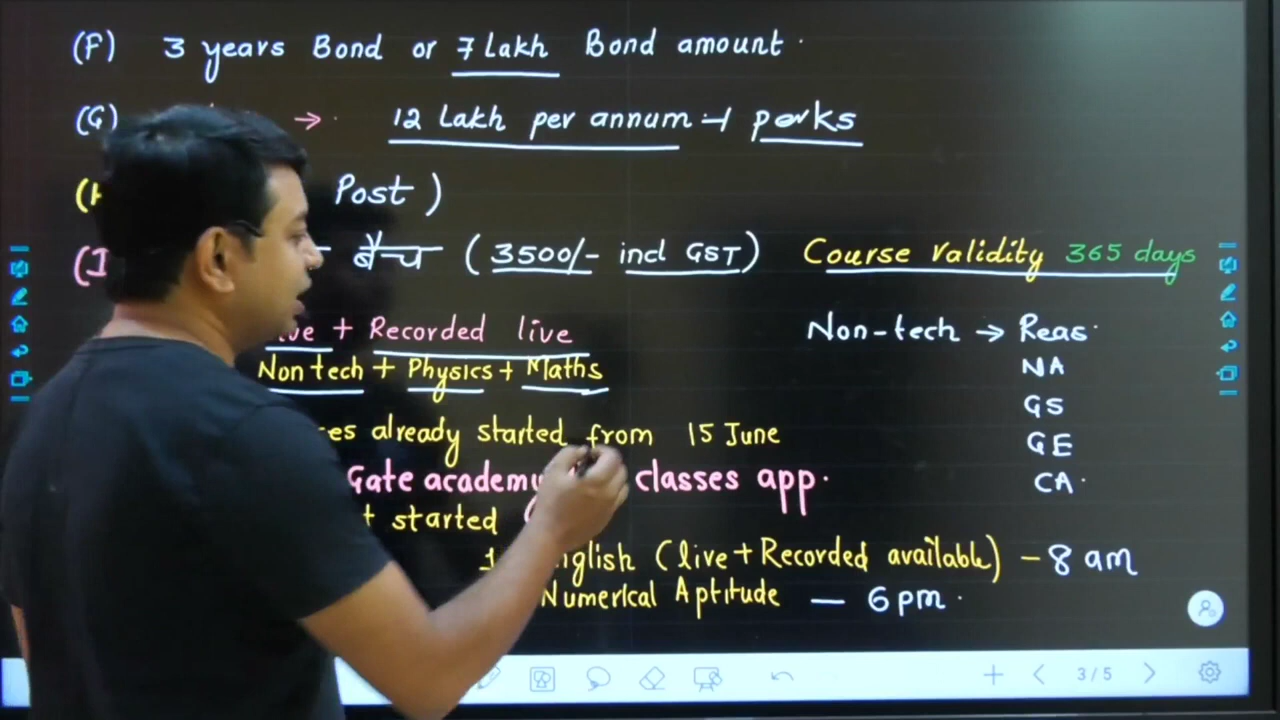 (F) 3 years Bond or 7 Lakh Bond amount
(G) → 12 Lakh per annum + perks
Post )
बैच ( 3500/- incl GST) Course validity 365 days
+ Recorded live
Non tech + Physics + Maths
Non-tech → Reas.
NA
GS
GE
CA.
already started from 15 June
Gate academy classes app.
started
English (live + Recorded available) - 8 am
Numerical Aptitude — 6 pm.
3/5